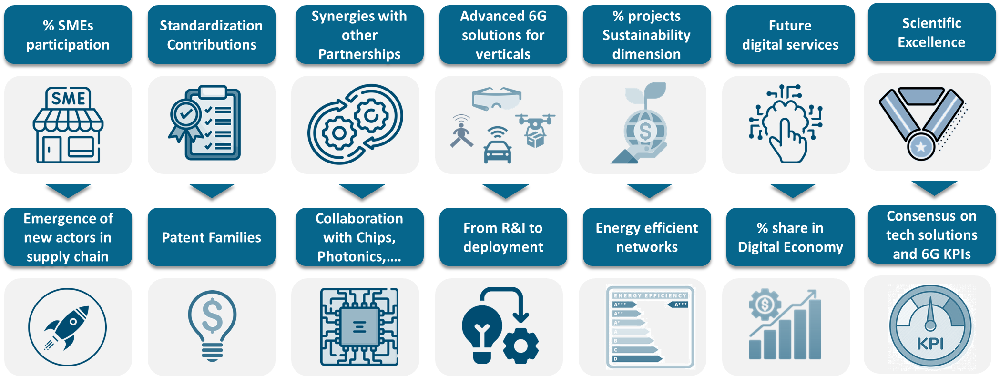 % SMEs
participation
Standardization
Contributions
Synergies with
other
Partnerships
Advanced 6G
solutions for
verticals
% projects
Sustainability
dimension
Future
digital services
Scientific
Excellence
SME
$
Emergence of
new actors in
supply chain
Patent Families
Collaboration
with Chips,
Photonics,....
From R&I to
deployment
Energy efficient
networks
% share in
Digital Economy
Consensus on
tech solutions
and 6G KPIs
$
ENERGY EFFICIENCY
A+++
A+++
A++
A+
A
B
C
D
$
KPI